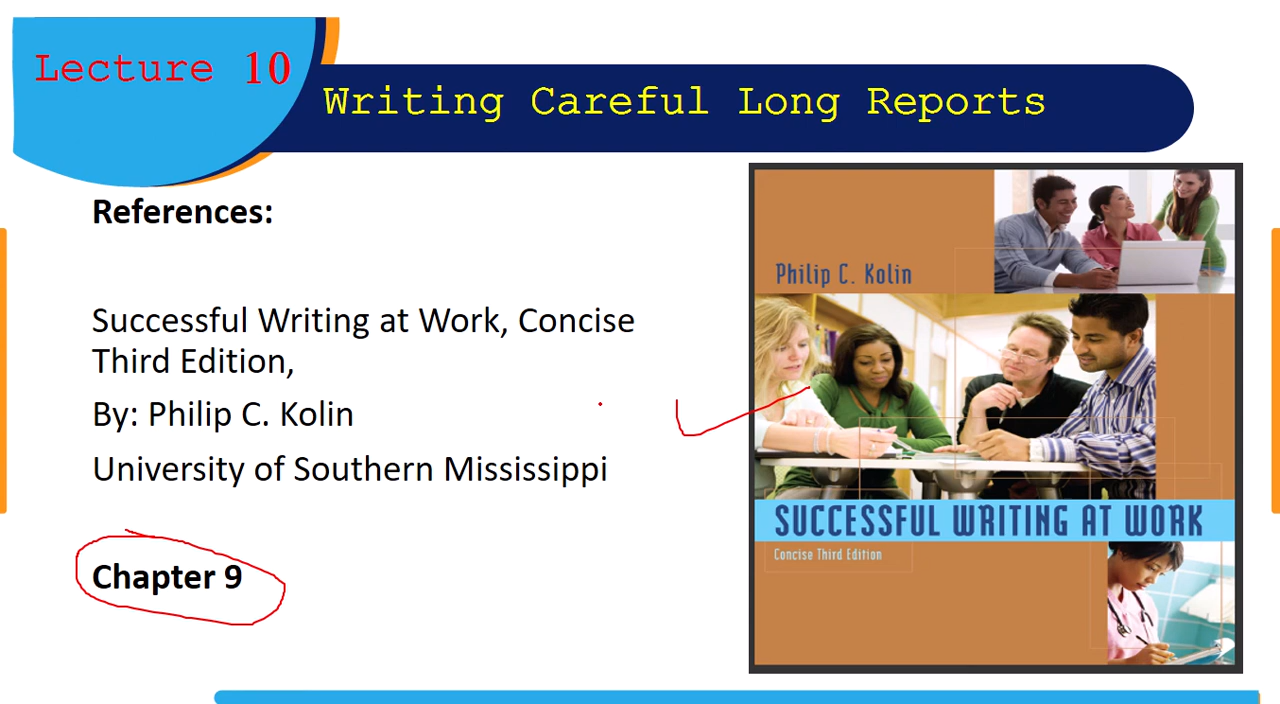 Lecture 10
Writing Careful Long Reports
References:
Successful Writing at Work, Concise
Third Edition,
By: Philip C. Kolin
University of Southern Mississippi
Chapter 9
Philip C. Kolin
SUCCESSFUL WRITING AT WORK
Concise Third Edition